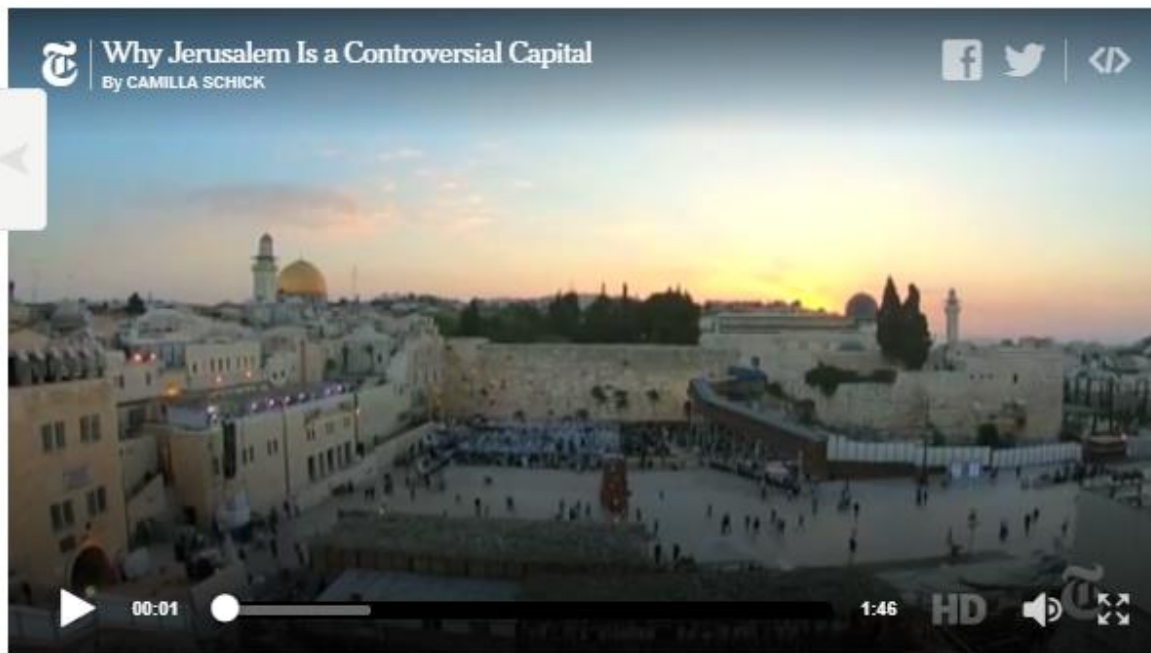 Why Jerusalem Is a Controversial Capital
By CAMILLA SCHICK
00:01
1:46
HD